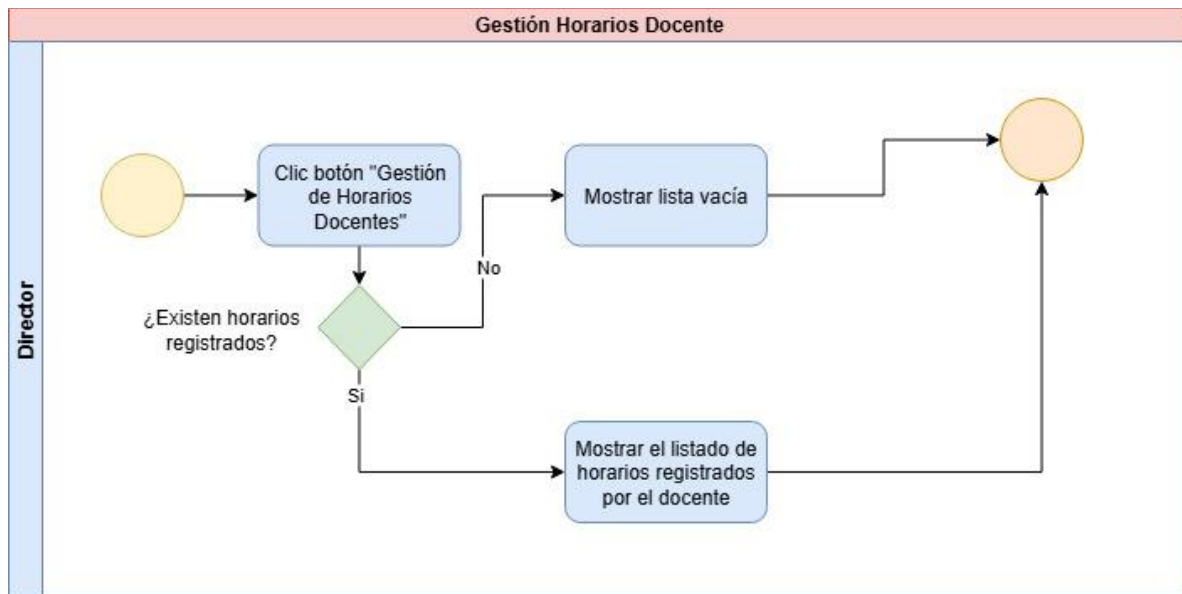 Gestión Horarios Docente
Director
Clic botón "Gestión
de Horarios
Docentes"
Mostrar lista vacía
No
¿Existen horarios
registrados?
Si
Mostrar el listado de
horarios registrados
por el docente